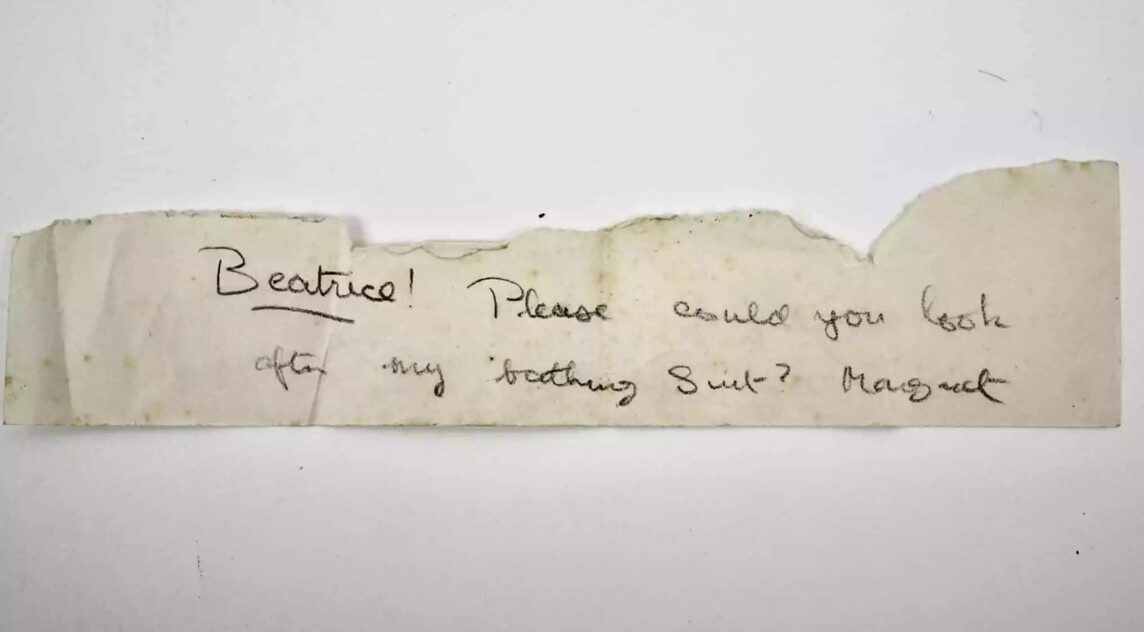 Beatrice! Please could you look
after my bathing Suit? Margaret